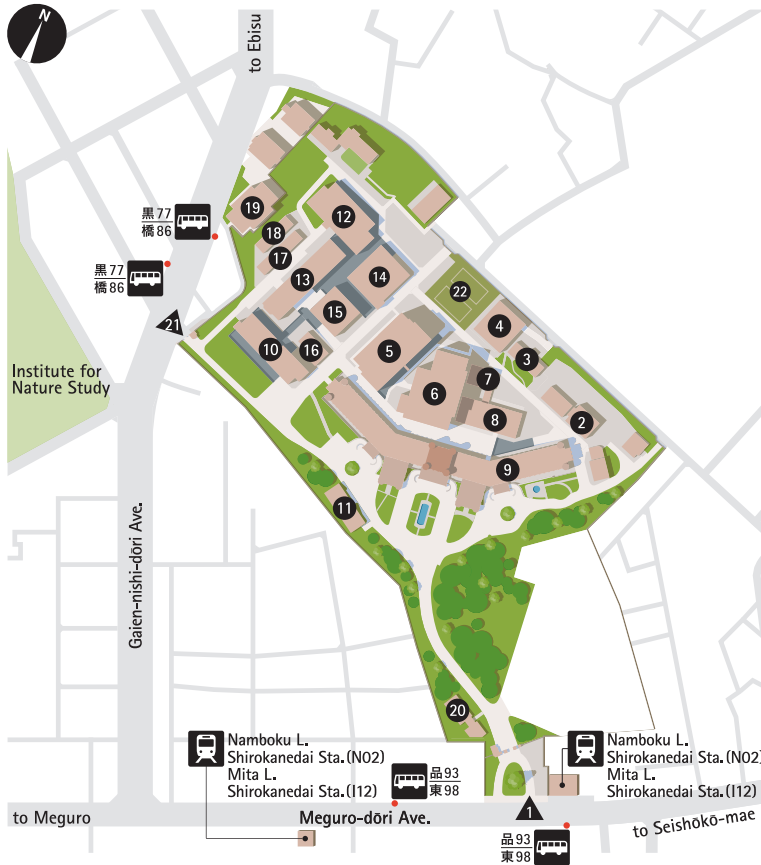 N
to Ebisu
黒77
橋86
黒77
橋86
19
18
17
12
13
14
15
16
10
21
22
4
3
5
7
6
8
2
9
11
20
Institute for
Nature Study
Gaien-nishi-dōri Ave.
Namboku L.
Shirokanedai Sta.(N02)
Mita L.
Shirokanedai Sta.(I12)
品93
東98
Namboku L.
Shirokanedai Sta.(N02)
Mita L.
Shirokanedai Sta.(I12)
to Meguro
Meguro-dōri Ave.
1
to Seishōkō-mae
品93
東98